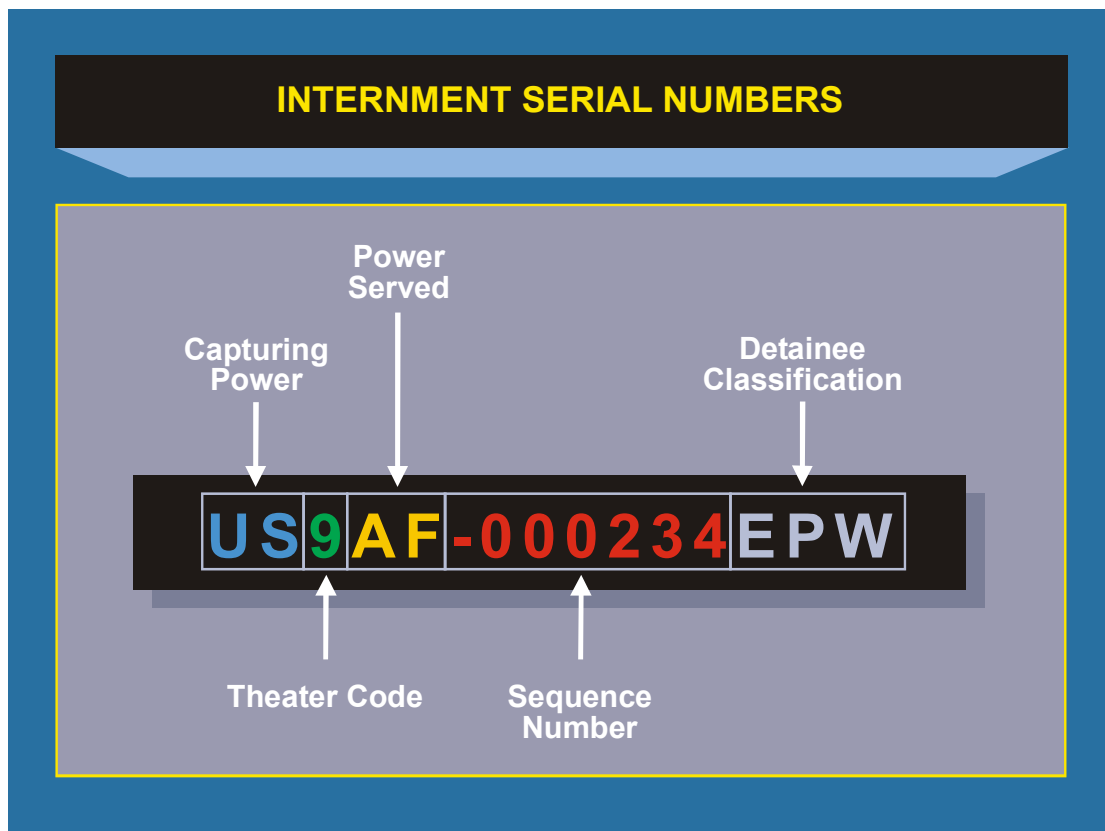 INTERNMENT SERIAL NUMBERS
Power
Served
Capturing
Power
Detainee
Classification
US9AF-000234EPW
Theater Code
Sequence
Number